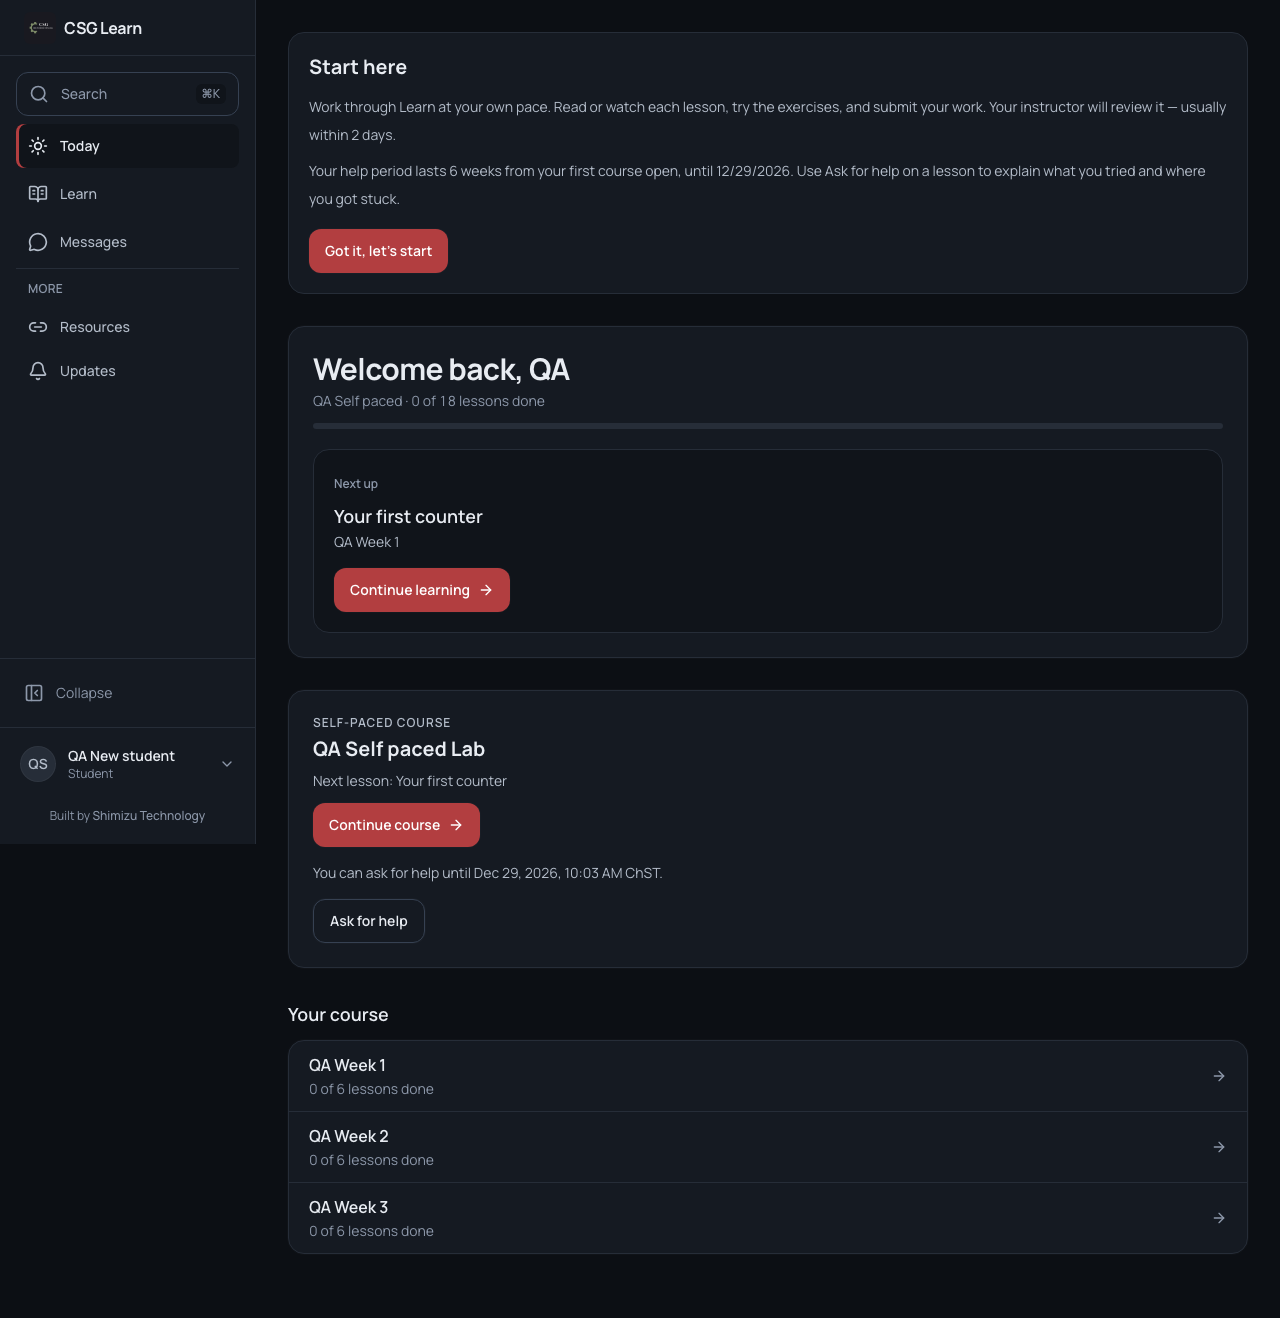 CSG Learn
Search ⌘K
Today
Learn
Messages
MORE
Resources
Updates
Collapse
QS
QA New student
Student
Built by Shimizu Technology
Start here
Work through Learn at your own pace. Read or watch each lesson, try the exercises, and submit your work. Your instructor will review it — usually
within 2 days.
Your help period lasts 6 weeks from your first course open, until 12/29/2026. Use Ask for help on a lesson to explain what you tried and where
you got stuck.
Got it, let's start
Welcome back, QA
QA Self paced · 0 of 18 lessons done
Next up
Your first counter
QA Week 1
Continue learning →
SELF-PACED COURSE
QA Self paced Lab
Next lesson: Your first counter
Continue course →
You can ask for help until Dec 29, 2026, 10:03 AM ChST.
Ask for help
Your course
QA Week 1
0 of 6 lessons done
QA Week 2
0 of 6 lessons done
QA Week 3
0 of 6 lessons done